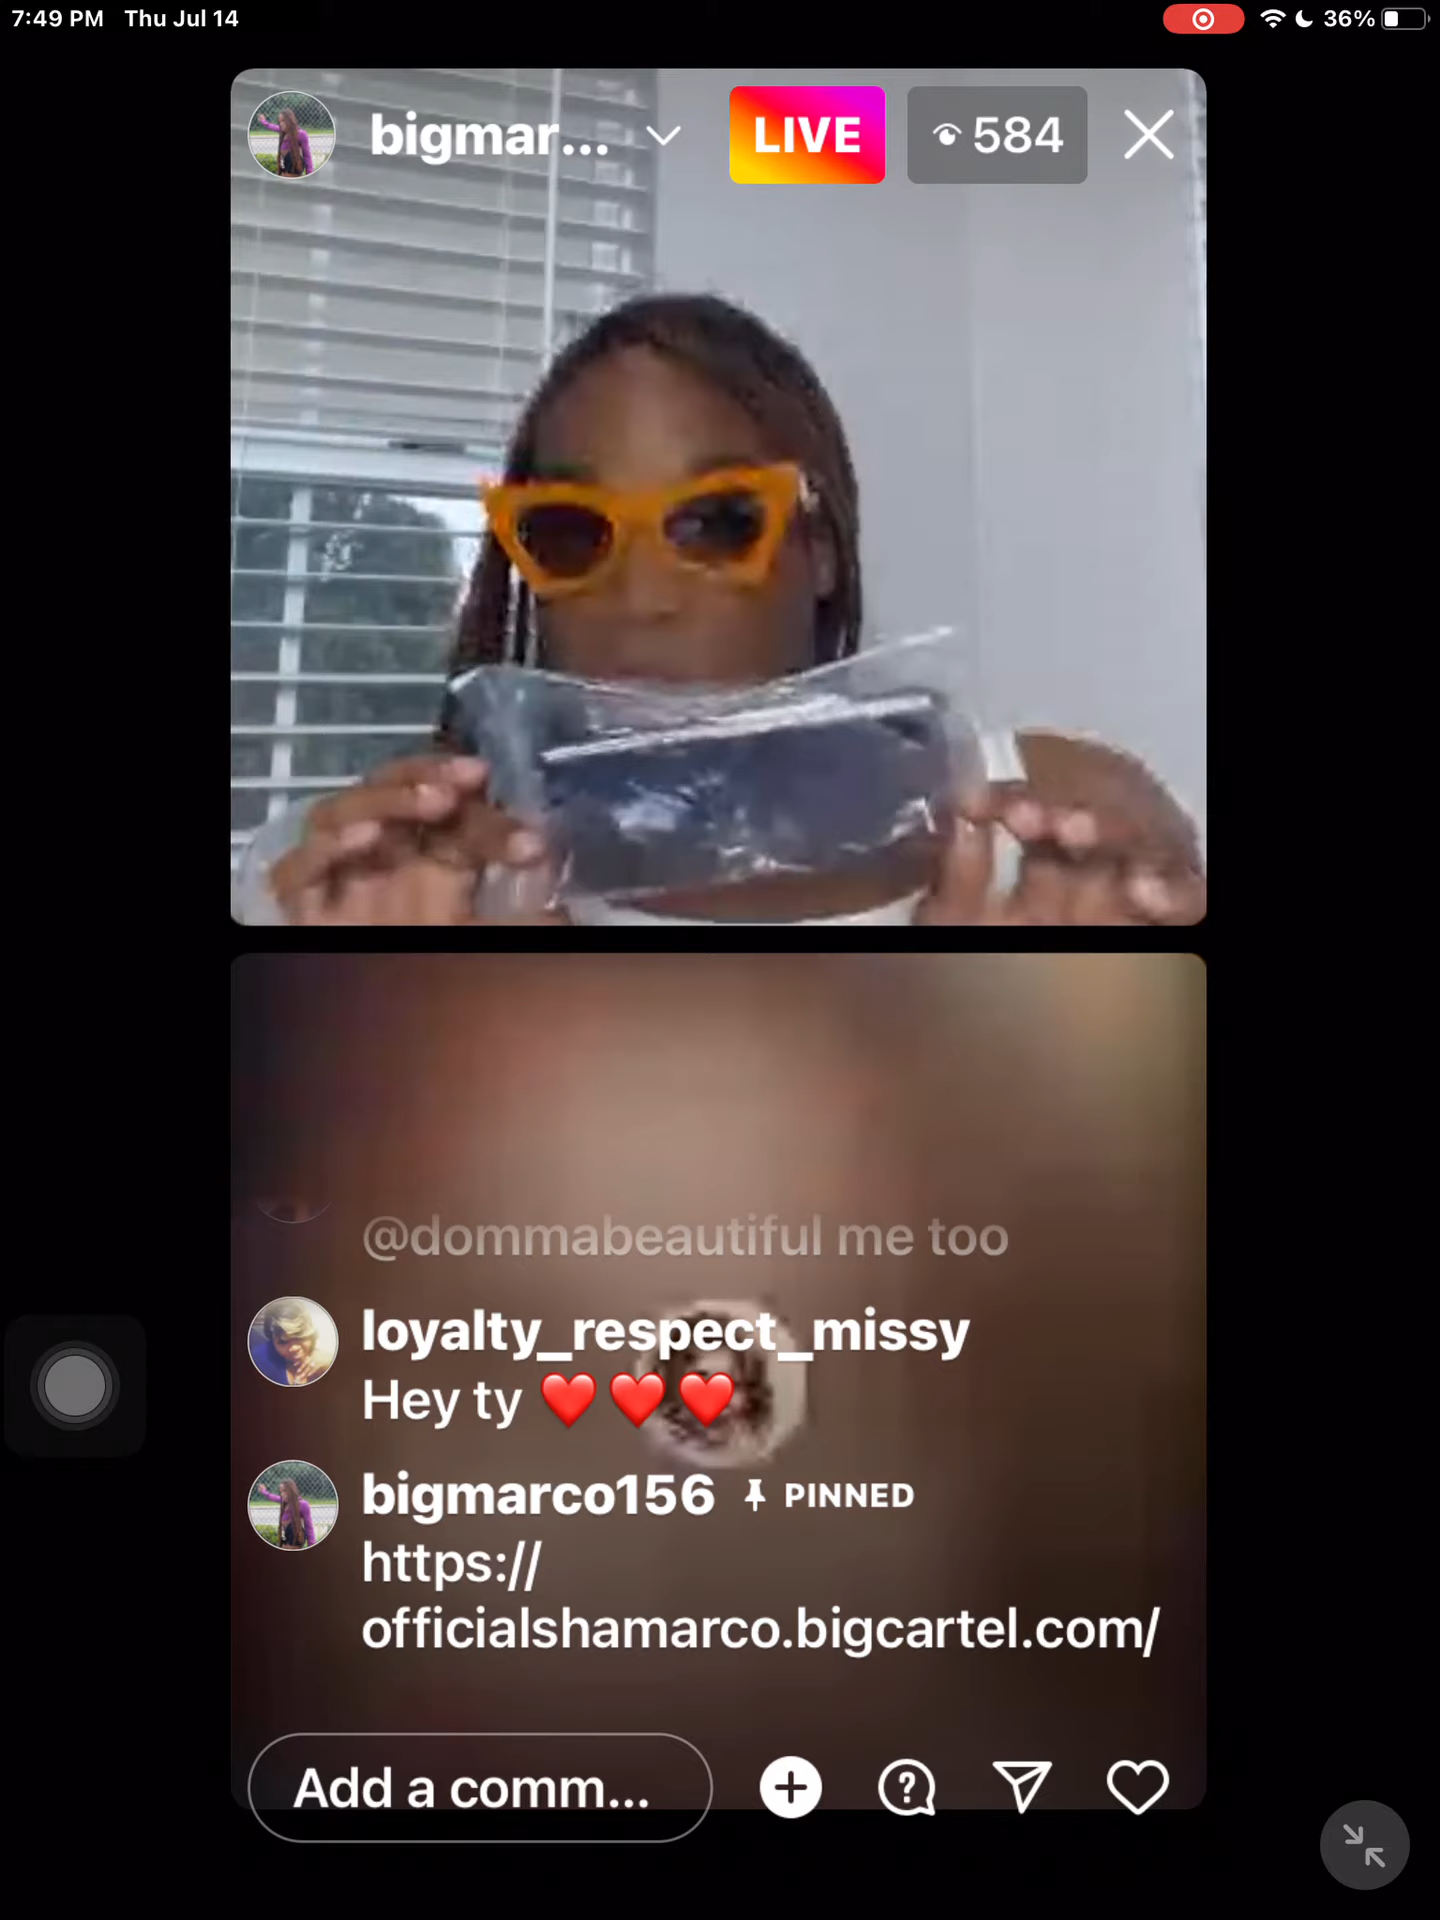 7:49 PM Thu Jul 14
36%
bigmar...
LIVE
584
@dommabeautiful me too
loyalty_respect_missy
Hey ty ❤️❤️❤️
bigmarco156 PINNED
https://
officialshamarco.bigcartel.com/
Add a comm...